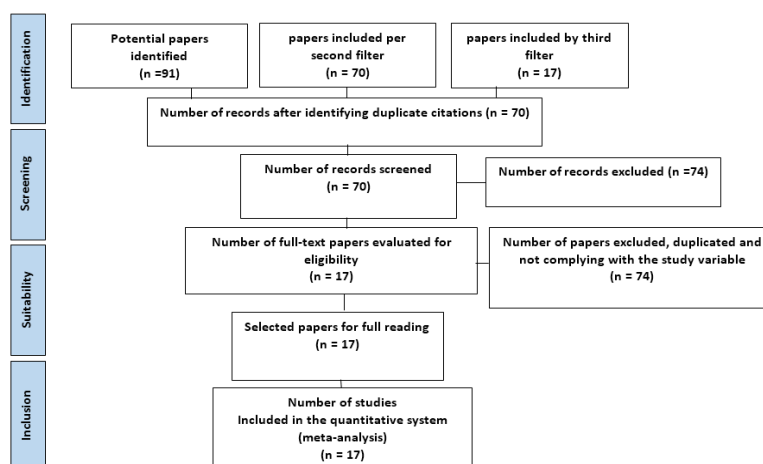 Identification
Potential papers
identified
(n =91)
papers included per
second filter
(n = 70)
papers included by third
filter
(n = 17)
Number of records after identifying duplicate citations (n = 70)
Screening
Number of records screened
(n = 70)
Number of records excluded (n =74)
Suitability
Number of full-text papers evaluated for
eligibility
(n = 17)
Number of papers excluded, duplicated and
not complying with the study variable
(n = 74)
Selected papers for full reading
(n = 17)
Inclusion
Number of studies
Included in the quantitative system
(meta-analysis)
(n = 17)